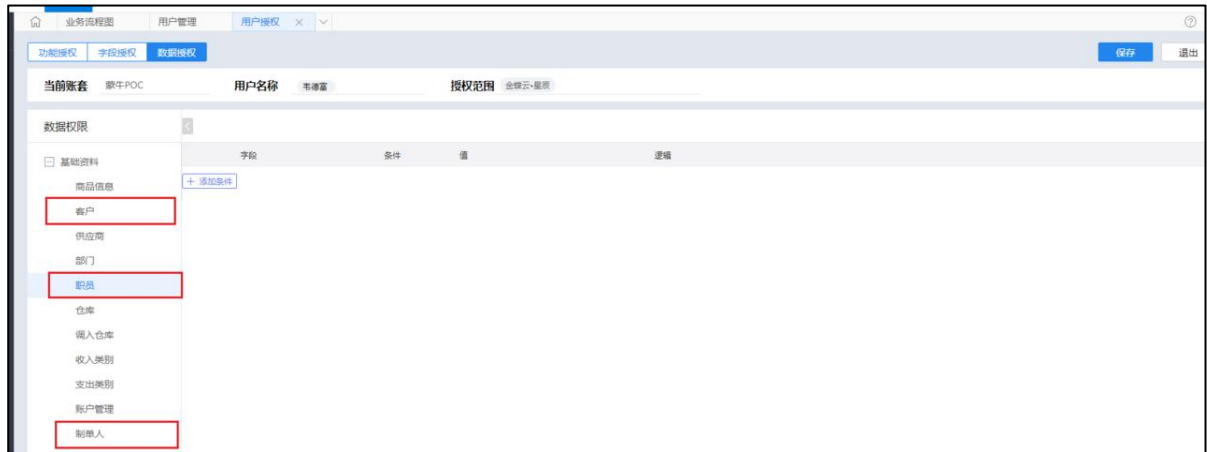 业务流程图 用户管理 用户授权
功能授权 字段授权 数据授权 保存 退出
当前账套 蒙牛POC 用户名称 韦德富 授权范围 金蝶云·星辰
数据权限
字段 条件 值 逻辑
基础资料
+ 添加条件
商品信息
客户
供应商
部门
职员
仓库
调入仓库
收入类别
支出类别
账户管理
制单人